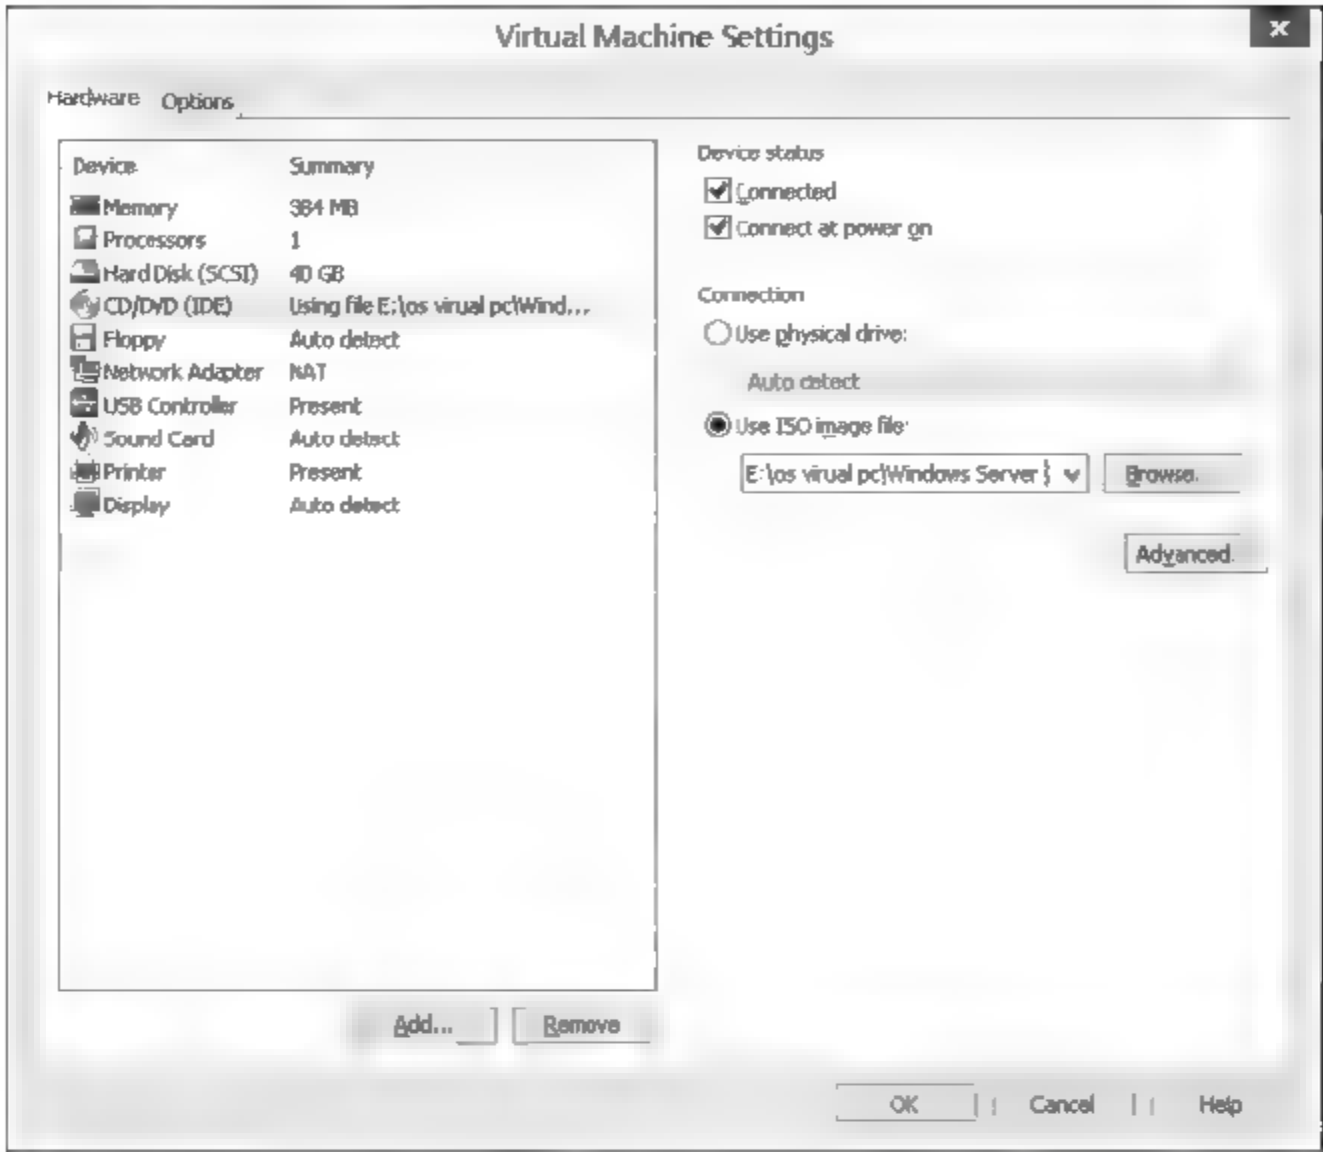 Virtual Machine Settings
Hardware Options
Device Summary
Memory 384 MB
Processors 1
Hard Disk (SCSI) 40 GB
CD/DVD (IDE) Using file E:\os virual pc\Wind...
Floppy Auto detect
Network Adapter NAT
USB Controller Present
Sound Card Auto detect
Printer Present
Display Auto detect
Add... Remove
Device status
Connected
Connect at power on
Connection
Use physical drive:
Auto detect
Use ISO image file:
E:\os virual pc\Windows Server Browse.
Advanced.
OK Cancel Help